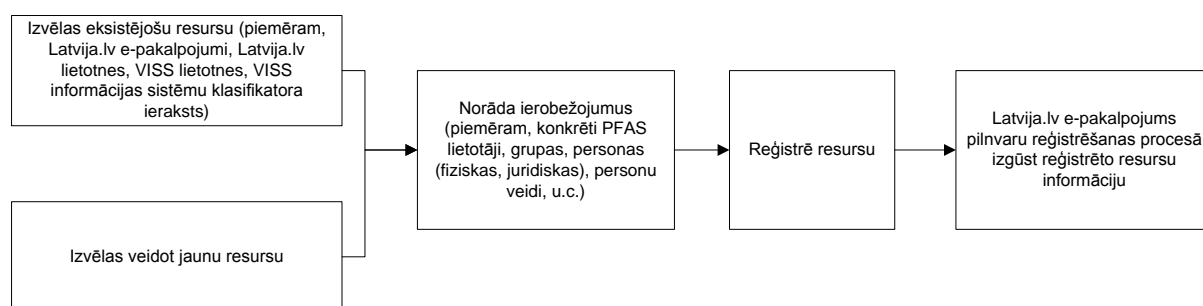 Izvēlas eksistējošu resursu (piemēram,
Latvija.lv e-pakalpojumi, Latvija.lv
lietotnes, VISS lietotnes, VISS
informācijas sistēmu klasifikatora
ieraksts)
Izvēlas veidot jaunu resursu
Norāda ierobežojumus
(piemēram, konkrēti PFAS
lietotāji, grupas, personas
(fiziskas, juridiskas), personu
veidi, u.c.)
Reģistrē resursu
Latvija.lv e-pakalpojums
pilnvaru reģistrēšanas procesā
izgūst reģistrēto resursu
informāciju